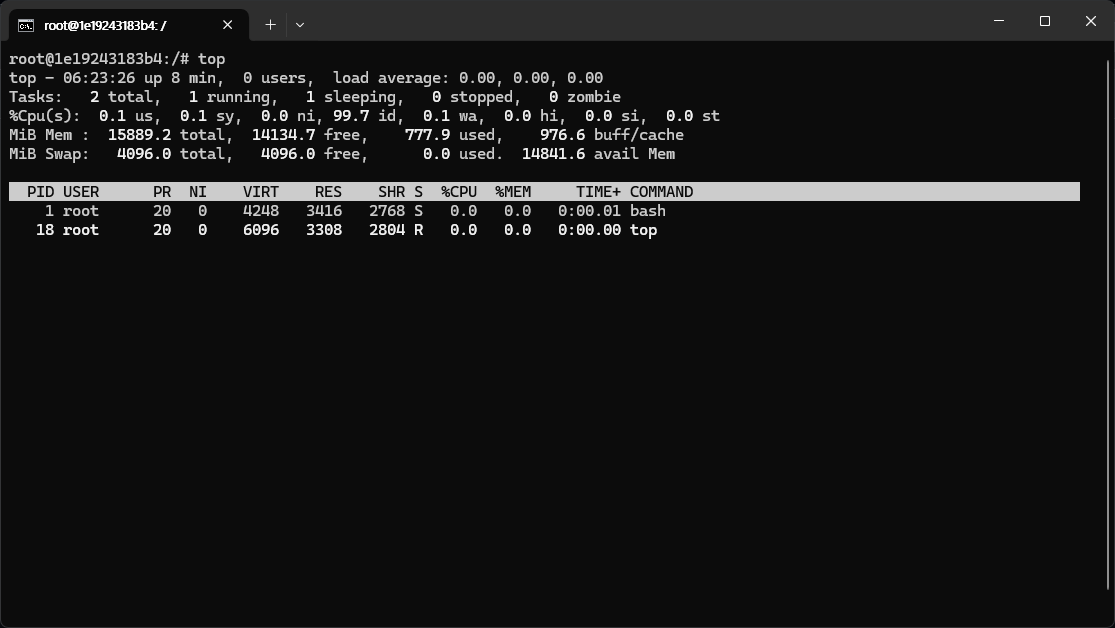 root@1e19243183b4: /
root@1e19243183b4:/# top
top - 06:23:26 up 8 min,  0 users,  load average: 0.00, 0.00, 0.00
Tasks:   2 total,   1 running,   1 sleeping,   0 stopped,   0 zombie
%Cpu(s):  0.1 us,  0.1 sy,  0.0 ni, 99.7 id,  0.1 wa,  0.0 hi,  0.0 si,  0.0 st
MiB Mem :  15889.2 total,  14134.7 free,    777.9 used,    976.6 buff/cache
MiB Swap:   4096.0 total,   4096.0 free,      0.0 used.  14841.6 avail Mem
  PID USER      PR  NI    VIRT    RES    SHR S  %CPU  %MEM     TIME+ COMMAND
    1 root      20   0    4248   3416   2768 S   0.0   0.0   0:00.01 bash
   18 root      20   0    6096   3308   2804 R   0.0   0.0   0:00.00 top